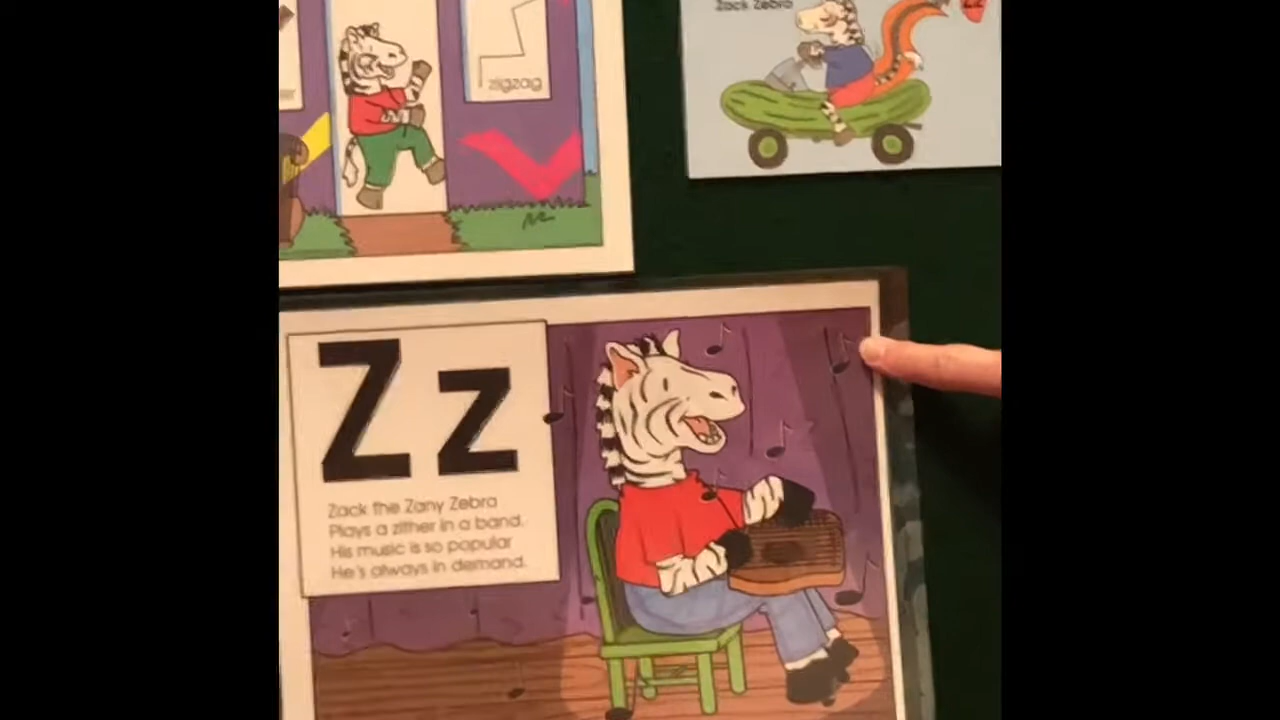 zigzag
Zack Zebra
Zz
Zack the Zany Zebra
Plays a zither in a band.
His music is so popular
He's always in demand.